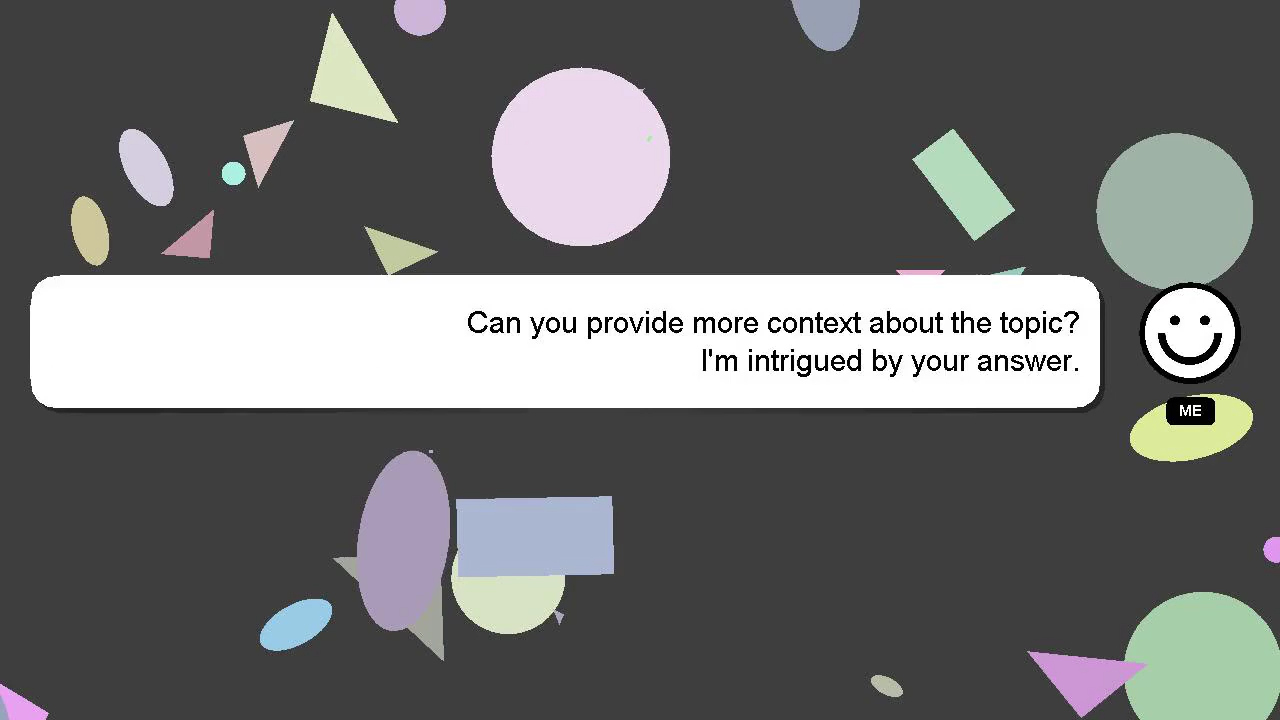 Can you provide more context about the topic?
I'm intrigued by your answer.
ME